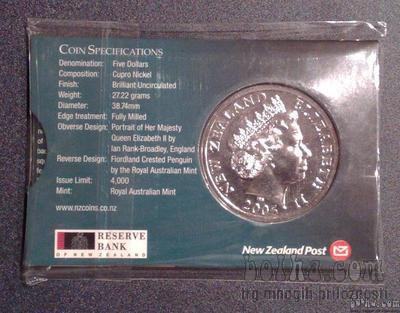 COIN SPECIFICATIONS
Denomination: Five Dollars
Composition: Cupro Nickel
Finish: Brilliant Uncirculated
Weight: 27.22 grams
Diameter: 38.74mm
Edge treatment: Fully Milled
Obverse Design: Portrait of Her Majesty
Queen Elizabeth II by
Ian Rank-Broadley, England
Reverse Design: Fiordland Crested Penguin
by the Royal Australian Mint
Issue Limit: 4,000
Mint: Royal Australian Mint
www.nzcoins.co.nz
NEW ZEALAND ELIZABETH II
2005
RESERVE
BANK
OF NEW ZEALAND
New Zealand Post
bolha.com
trg mnogih priložnosti